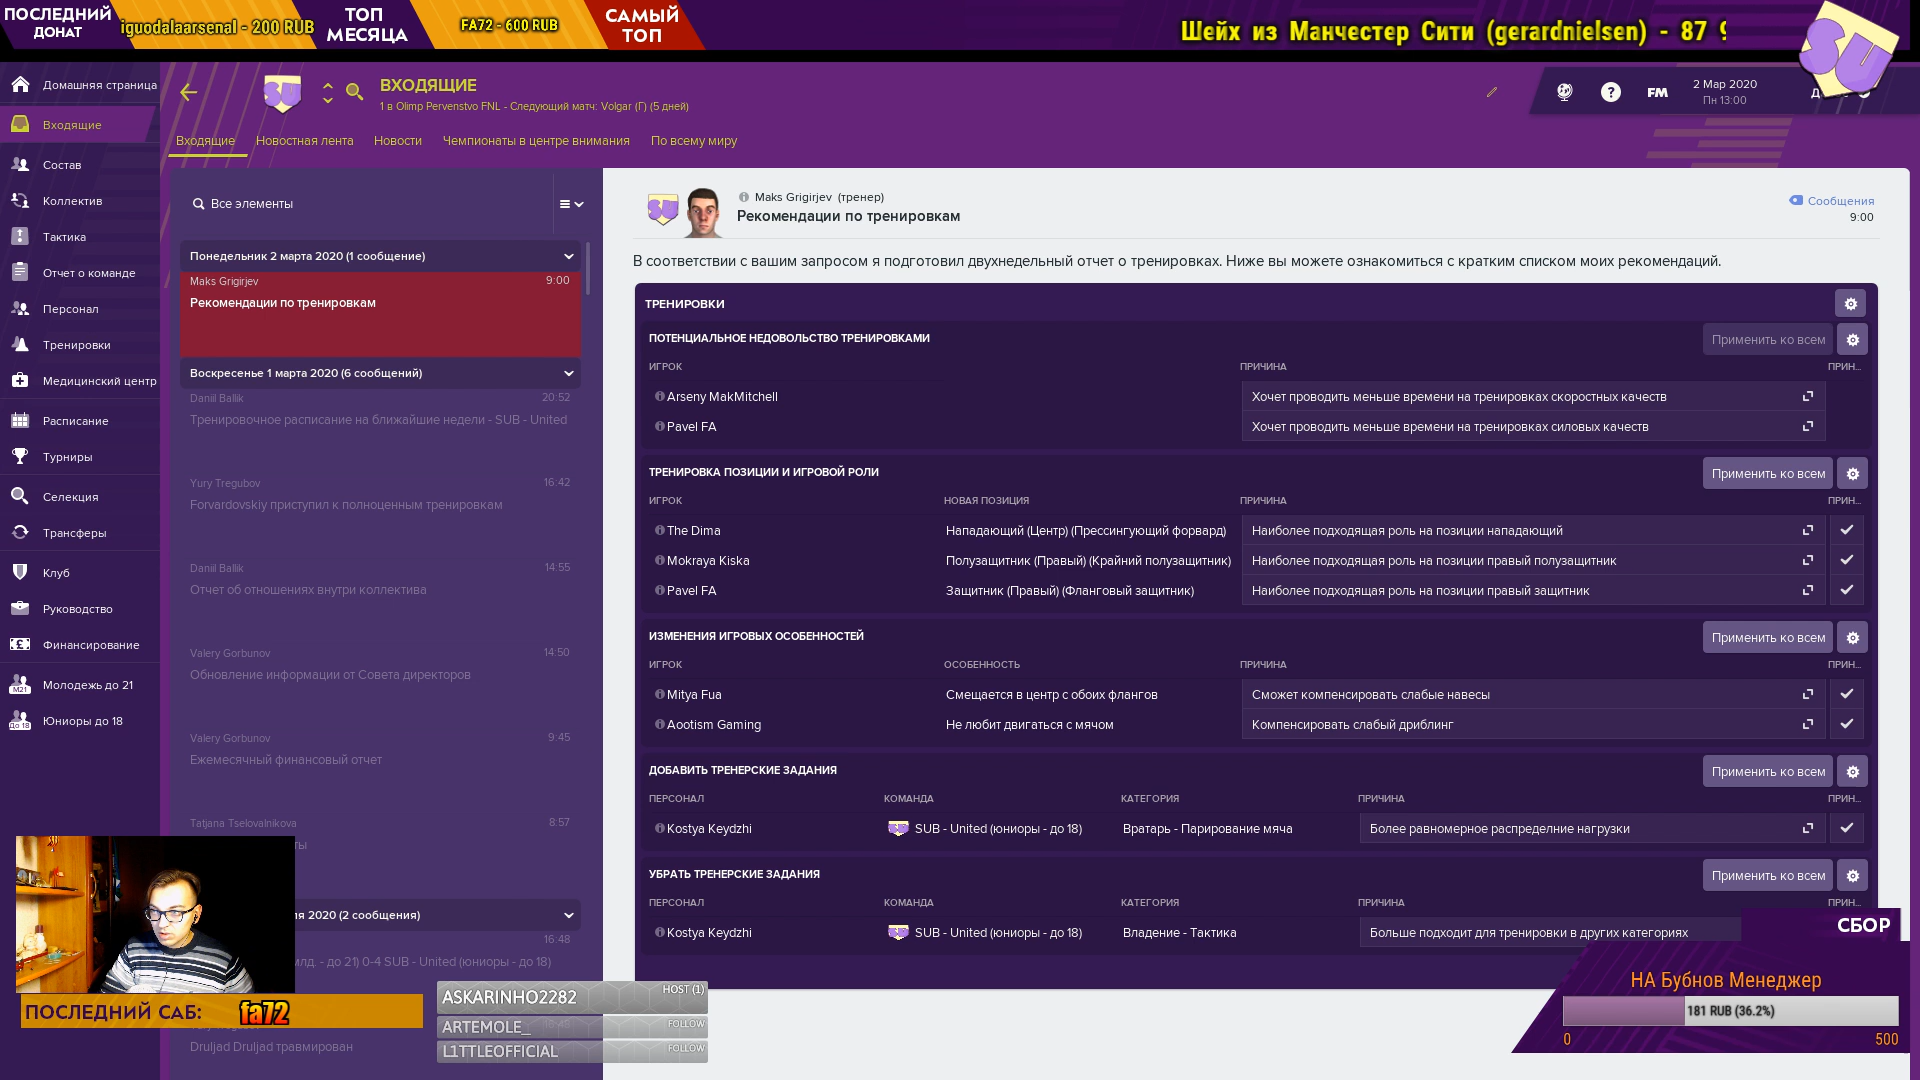 ПОСЛЕДНИЙ ДОНАТ
iguodalaarsenal - 200 RUB
ТОП МЕСЯЦА
FA72 - 600 RUB
САМЫЙ ТОП
Шейх из Манчестер Сити (gerardnielsen) - 87
SU
Домашняя страница
Входящие
Состав
Коллектив
Тактика
Отчет о команде
Персонал
Тренировки
Медицинский центр
Расписание
Турниры
Селекция
Трансферы
Клуб
Руководство
Финансирование
Молодежь до 21
Юниоры до 18
ВХОДЯЩИЕ
1 в Olimp Pervenstvo FNL - Следующий матч: Volgar (Г) (5 дней)
FM
2 Мар 2020
Пн 13:00
Входящие Новостная лента Новости Чемпионаты в центре внимания По всему миру
Все элементы
Понедельник 2 марта 2020 (1 сообщение)
Maks Grigirjev 9:00
Рекомендации по тренировкам
Воскресенье 1 марта 2020 (6 сообщений)
Daniil Ballik 20:52
Тренировочное расписание на ближайшие недели - SUB - United
Yury Tregubov 16:42
Forvardovskiy приступил к полноценным тренировкам
Daniil Ballik 14:55
Отчет об отношениях внутри коллектива
Valery Gorbunov 14:50
Обновление информации от Совета директоров
Valery Gorbunov 9:45
Ежемесячный финансовый отчет
Tatjana Tselovalnikova 8:57
ля 2020 (2 сообщения)
16:48
млд. - до 21) 0-4 SUB - United (юниоры - до 18)
Druljad Druljad травмирован
Maks Grigirjev (тренер)
Рекомендации по тренировкам
Сообщения
9:00
В соответствии с вашим запросом я подготовил двухнедельный отчет о тренировках. Ниже вы можете ознакомиться с кратким списком моих рекомендаций.
ТРЕНИРОВКИ
ПОТЕНЦИАЛЬНОЕ НЕДОВОЛЬСТВО ТРЕНИРОВКАМИ Применить ко всем
ИГРОК ПРИЧИНА ПРИН...
Arseny MakMitchell Хочет проводить меньше времени на тренировках скоростных качеств
Pavel FA Хочет проводить меньше времени на тренировках силовых качеств
ТРЕНИРОВКА ПОЗИЦИИ И ИГРОВОЙ РОЛИ Применить ко всем
ИГРОК НОВАЯ ПОЗИЦИЯ ПРИЧИНА ПРИН...
The Dima Нападающий (Центр) (Прессингующий форвард) Наиболее подходящая роль на позиции нападающий
Mokraya Kiska Полузащитник (Правый) (Крайний полузащитник) Наиболее подходящая роль на позиции правый полузащитник
Pavel FA Защитник (Правый) (Фланговый защитник) Наиболее подходящая роль на позиции правый защитник
ИЗМЕНЕНИЯ ИГРОВЫХ ОСОБЕННОСТЕЙ Применить ко всем
ИГРОК ОСОБЕННОСТЬ ПРИЧИНА ПРИН...
Mitya Fua Смещается в центр с обоих флангов Сможет компенсировать слабые навесы
Aootism Gaming Не любит двигаться с мячом Компенсировать слабый дриблинг
ДОБАВИТЬ ТРЕНЕРСКИЕ ЗАДАНИЯ Применить ко всем
ПЕРСОНАЛ КОМАНДА КАТЕГОРИЯ ПРИЧИНА ПРИН...
Kostya Keydzhi SUB - United (юниоры - до 18) Вратарь - Парирование мяча Более равномерное распределние нагрузки
УБРАТЬ ТРЕНЕРСКИЕ ЗАДАНИЯ Применить ко всем
ПЕРСОНАЛ КОМАНДА КАТЕГОРИЯ ПРИЧИНА ПРИН...
Kostya Keydzhi SUB - United (юниоры - до 18) Владение - Тактика Больше подходит для тренировки в других категориях
ПОСЛЕДНИЙ САБ: fa72
ASKARINHO2282 HOST (1)
ARTEMOLE_ FOLLOW
L1TTLEOFFICIAL FOLLOW
СБОР
НА Бубнов Менеджер
181 RUB (36.2%)
0 500